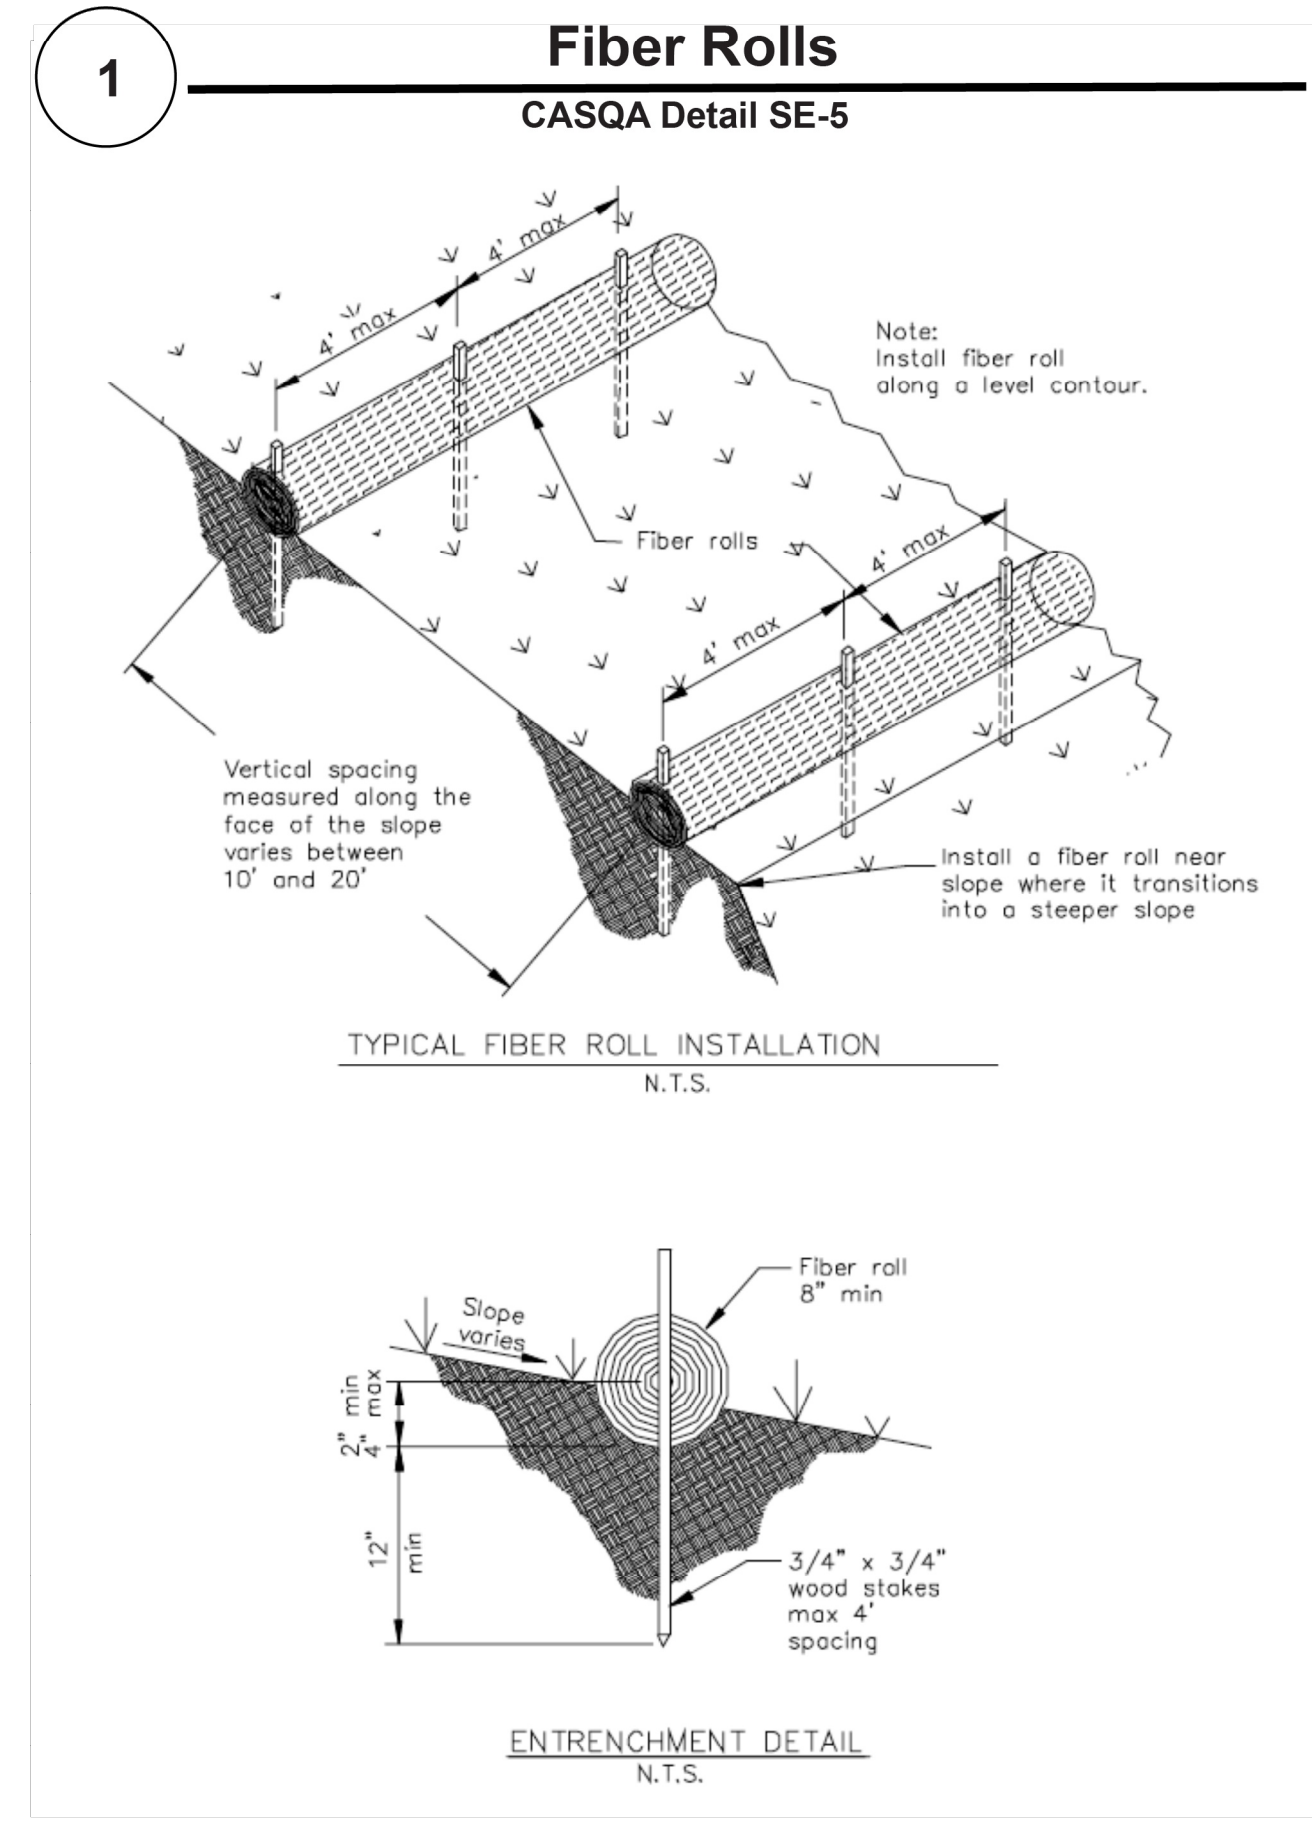 1
Fiber Rolls
CASQA Detail SE-5
4' max
4' max
Note:
Install fiber roll
along a level contour.
Fiber rolls
4' max
4' max
Vertical spacing
measured along the
face of the slope
varies between
10' and 20'
Install a fiber roll near
slope where it transitions
into a steeper slope
TYPICAL FIBER ROLL INSTALLATION
N.T.S.
Fiber roll
8" min
Slope
varies
2" min
4" max
12"
min
3/4" x 3/4"
wood stakes
max 4'
spacing
ENTRENCHMENT DETAIL
N.T.S.